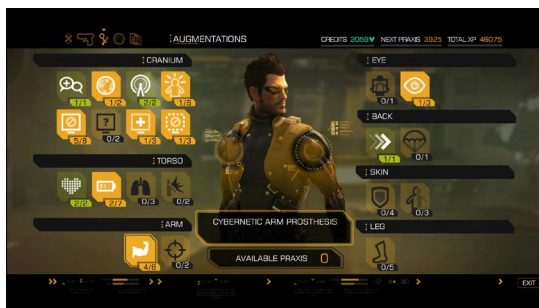 AUGMENTATIONS
CREDITS 2059 NEXT PRAXIS 3925 TOTAL XP 46075
CRANIUM
1/1 1/2 2/2 1/5
5/8 0/2 1/3 1/3
TORSO
2/2 2/7 0/3 0/2
ARM
4/8 0/2
EYE
0/1 1/3
BACK
1/1 0/1
SKIN
0/4 0/3
LEG
0/5
CYBERNETIC ARM PROSTHESIS
AVAILABLE PRAXIS 0
EXIT